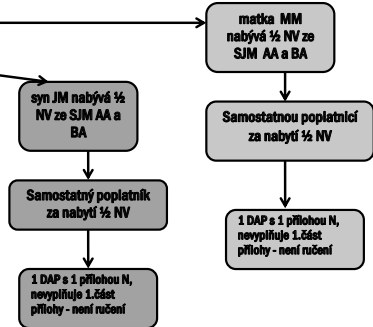 matka MM
nabývá ½ NV ze
SJM AA a BA
syn JM nabývá ½
NV ze SJM AA a
BA
Samostatnou poplatnicí
za nabytí ½ NV
Samostatný poplatník
za nabytí ½ NV
1 DAP s 1 přílohou N,
nevyplňuje 1.část
přílohy - není ručení
1 DAP s 1 přílohou N,
nevyplňuje 1.část
přílohy - není ručení